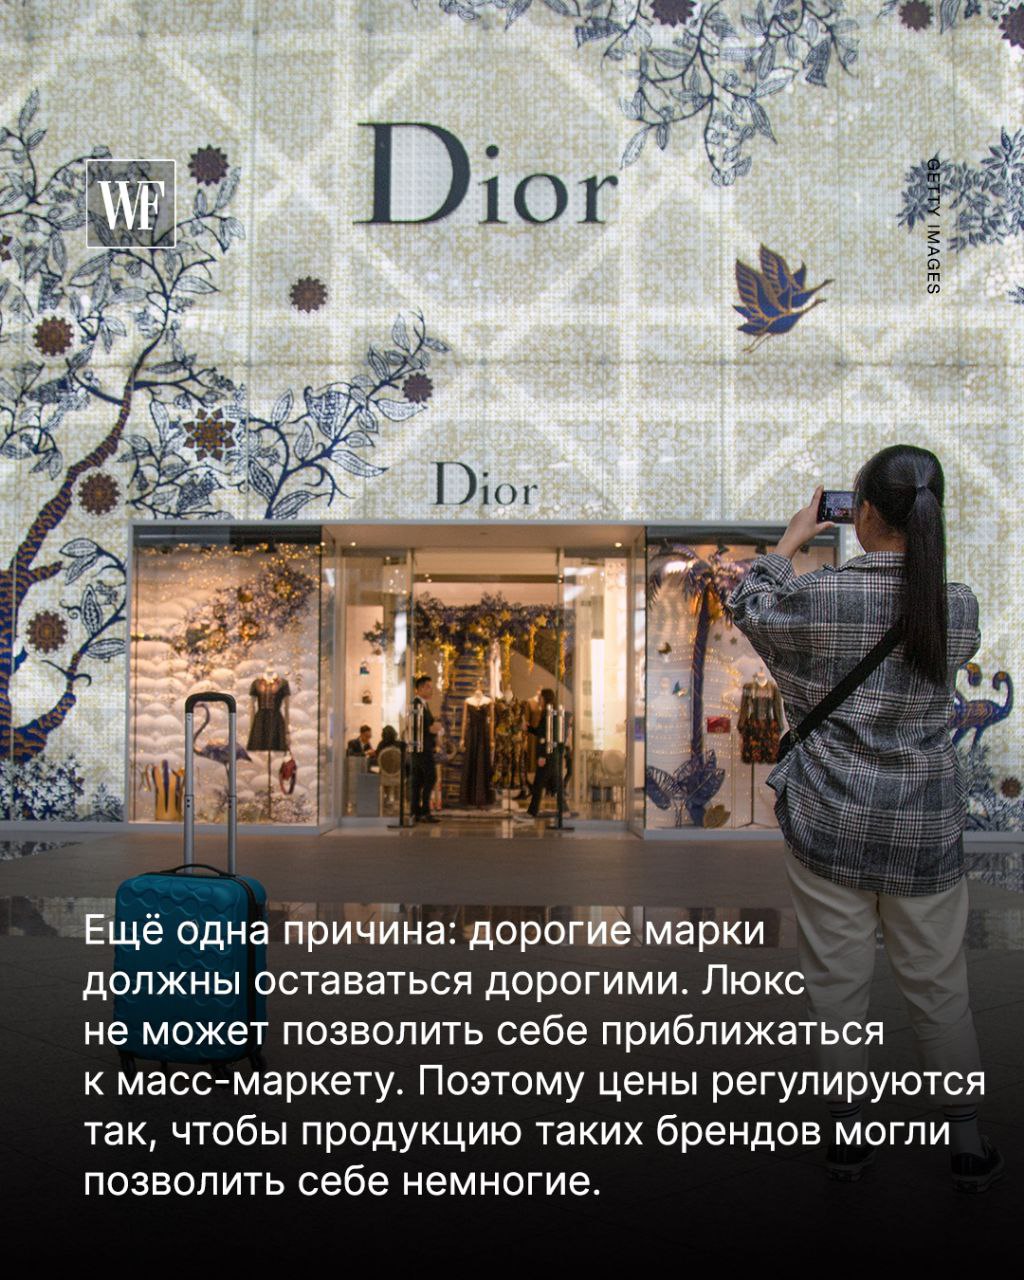 Dior
WF
GETTY IMAGES
Dior
Ещё одна причина: дорогие марки
должны оставаться дорогими. Люкс
не может позволить себе приближаться
к масс-маркету. Поэтому цены регулируются
так, чтобы продукцию таких брендов могли
позволить себе немногие.